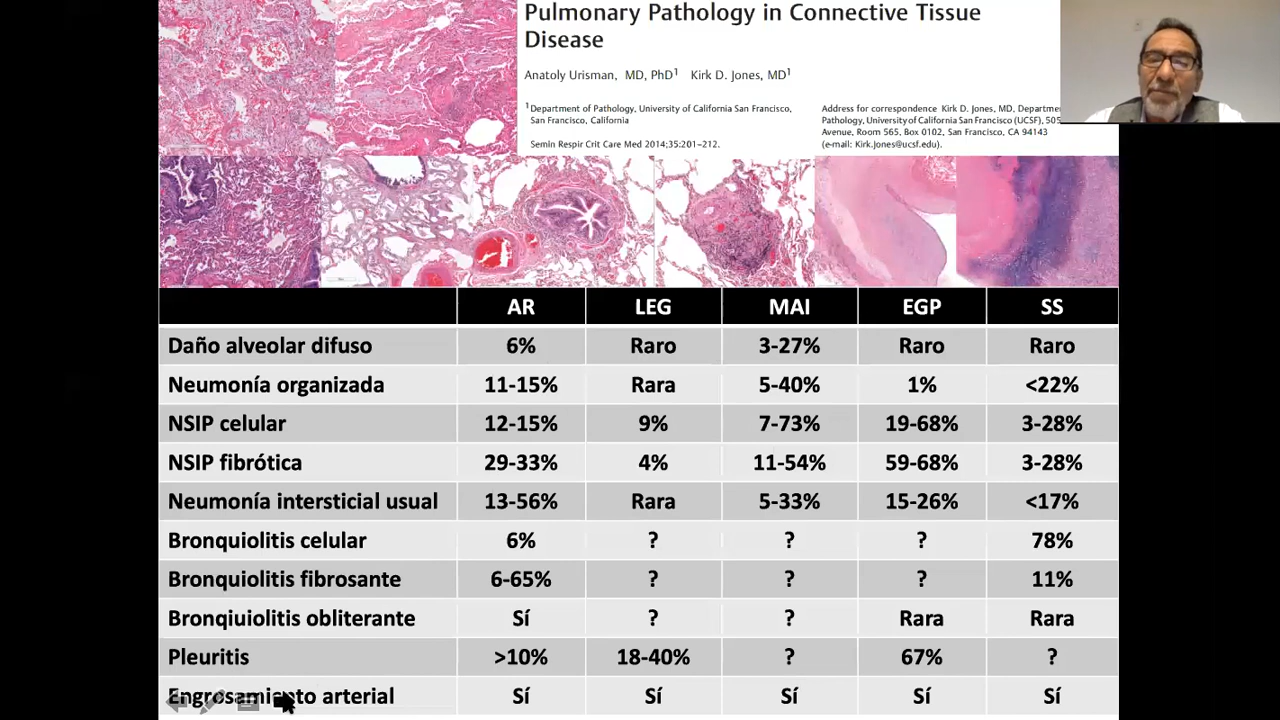 Pulmonary Pathology in Connective Tissue
Disease
Anatoly Urisman, MD, PhD1 Kirk D. Jones, MD1
1 Department of Pathology, University of California San Francisco,
San Francisco, California
Semin Respir Crit Care Med 2014;35:201–212.
Address for correspondence Kirk D. Jones, MD, Departme
Pathology, University of California San Francisco (UCSF), 505
Avenue, Room 565, Box 0102, San Francisco, CA 94143
(e-mail: Kirk.Jones@ucsf.edu).
AR LEG MAI EGP SS
Daño alveolar difuso 6% Raro 3-27% Raro Raro
Neumonía organizada 11-15% Rara 5-40% 1% <22%
NSIP celular 12-15% 9% 7-73% 19-68% 3-28%
NSIP fibrótica 29-33% 4% 11-54% 59-68% 3-28%
Neumonía intersticial usual 13-56% Rara 5-33% 15-26% <17%
Bronquiolitis celular 6% ? ? ? 78%
Bronquiolitis fibrosante 6-65% ? ? ? 11%
Bronqiuiolitis obliterante Sí ? ? Rara Rara
Pleuritis >10% 18-40% ? 67% ?
Engrosamiento arterial Sí Sí Sí Sí Sí